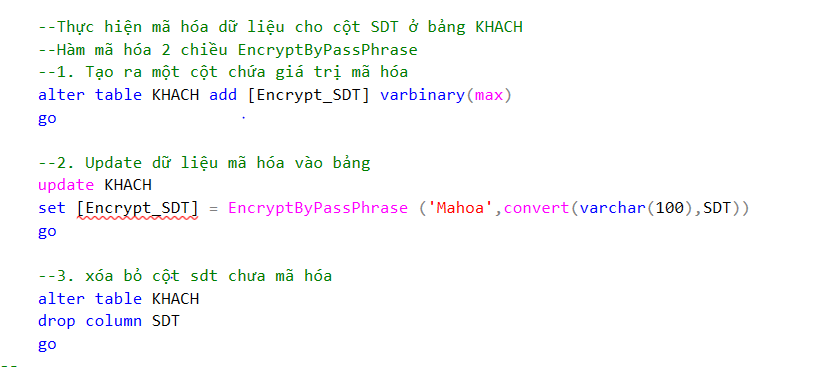 --Thực hiện mã hóa dữ liệu cho cột SDT ở bảng KHACH
--Hàm mã hóa 2 chiều EncryptByPassPhrase
--1. Tạo ra một cột chứa giá trị mã hóa
alter table KHACH add [Encrypt_SDT] varbinary(max)
go
--2. Update dữ liệu mã hóa vào bảng
update KHACH
set [Encrypt_SDT] = EncryptByPassPhrase ('Mahoa',convert(varchar(100),SDT))
go
--3. xóa bỏ cột sdt chưa mã hóa
alter table KHACH
drop column SDT
go
--